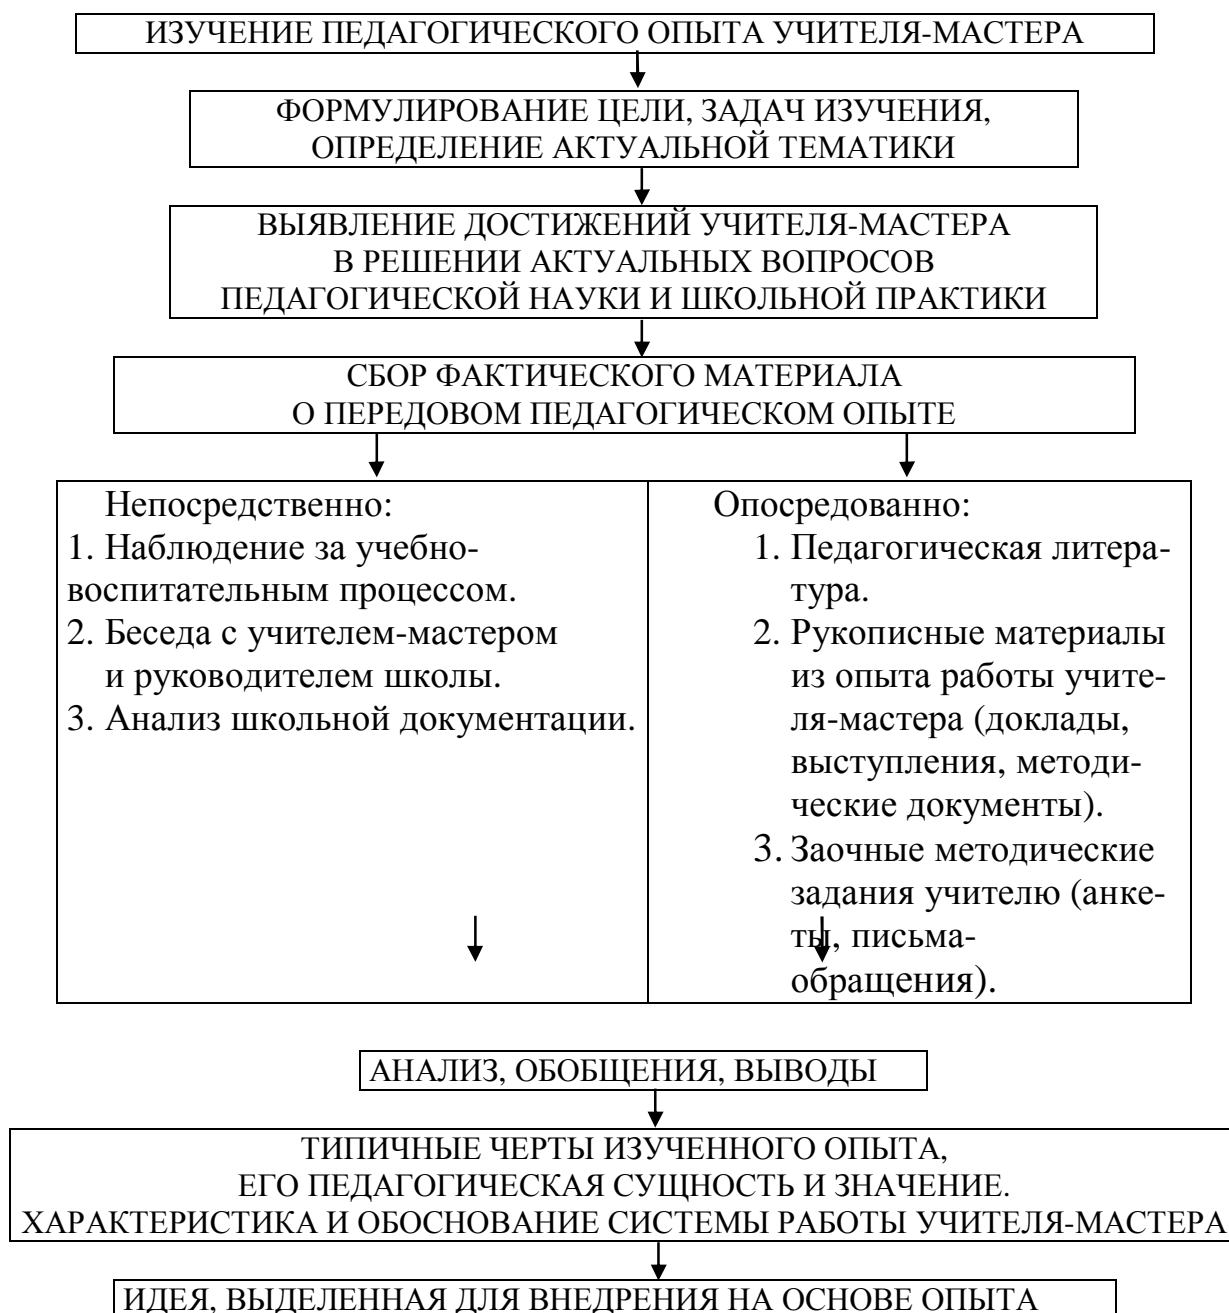 ИЗУЧЕНИЕ ПЕДАГОГИЧЕСКОГО ОПЫТА УЧИТЕЛЯ-МАСТЕРА
ФОРМУЛИРОВАНИЕ ЦЕЛИ, ЗАДАЧ ИЗУЧЕНИЯ,
ОПРЕДЕЛЕНИЕ АКТУАЛЬНОЙ ТЕМАТИКИ
ВЫЯВЛЕНИЕ ДОСТИЖЕНИЙ УЧИТЕЛЯ-МАСТЕРА
В РЕШЕНИИ АКТУАЛЬНЫХ ВОПРОСОВ
ПЕДАГОГИЧЕСКОЙ НАУКИ И ШКОЛЬНОЙ ПРАКТИКИ
СБОР ФАКТИЧЕСКОГО МАТЕРИАЛА
О ПЕРЕДОВОМ ПЕДАГОГИЧЕСКОМ ОПЫТЕ
Непосредственно:
1. Наблюдение за учебно-
воспитательным процессом.
2. Беседа с учителем-мастером
и руководителем школы.
3. Анализ школьной документации.
Опосредованно:
1. Педагогическая литера-
тура.
2. Рукописные материалы
из опыта работы учите-
ля-мастера (доклады,
выступления, методи-
ческие документы).
3. Заочные методические
задания учителю (анке-
ты, письма-
обращения).
АНАЛИЗ, ОБОБЩЕНИЯ, ВЫВОДЫ
ТИПИЧНЫЕ ЧЕРТЫ ИЗУЧЕННОГО ОПЫТА,
ЕГО ПЕДАГОГИЧЕСКАЯ СУЩНОСТЬ И ЗНАЧЕНИЕ.
ХАРАКТЕРИСТИКА И ОБОСНОВАНИЕ СИСТЕМЫ РАБОТЫ УЧИТЕЛЯ-МАСТЕРА
ИДЕЯ, ВЫДЕЛЕННАЯ ДЛЯ ВНЕДРЕНИЯ НА ОСНОВЕ ОПЫТА